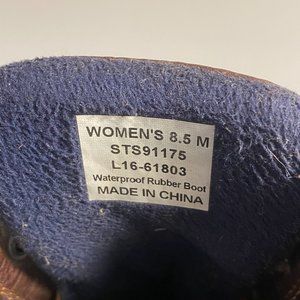 WOMEN'S 8.5 M
STS91175
L16-61803
Waterproof Rubber Boot
MADE IN CHINA